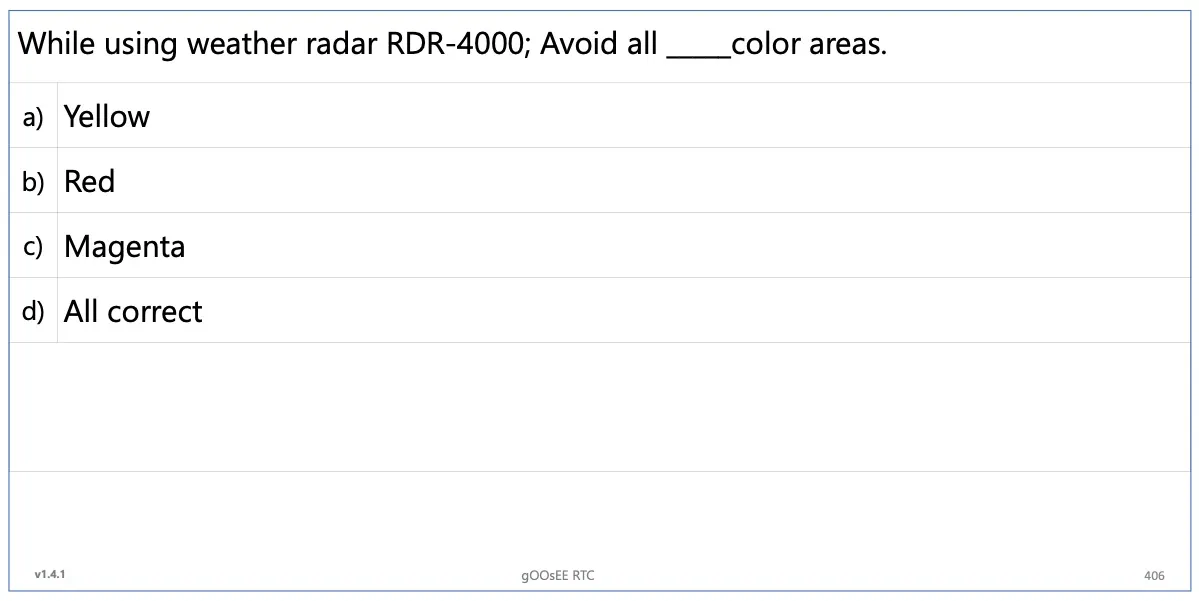 While using weather radar RDR-4000; Avoid all _____color areas.
a) Yellow
b) Red
c) Magenta
d) All correct
v1.4.1 gOOsEE RTC 406